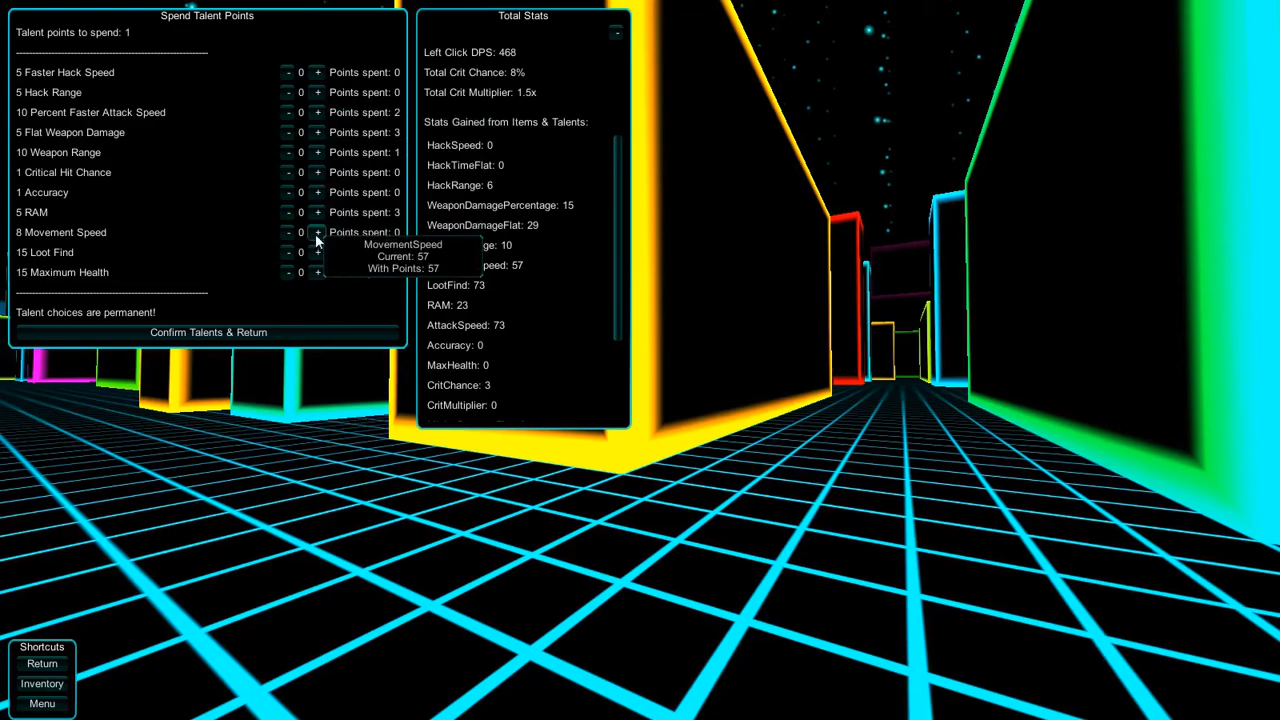 Spend Talent Points
Talent points to spend: 1
------------------------------------------------
5 Faster Hack Speed - 0 + Points spent: 0
5 Hack Range - 0 + Points spent: 0
10 Percent Faster Attack Speed - 0 + Points spent: 2
5 Flat Weapon Damage - 0 + Points spent: 3
10 Weapon Range - 0 + Points spent: 1
1 Critical Hit Chance - 0 + Points spent: 0
1 Accuracy - 0 + Points spent: 0
5 RAM - 0 + Points spent: 3
8 Movement Speed - 0 + Points spent: 0
15 Loot Find - 0 +
15 Maximum Health - 0 +
------------------------------------------------
Talent choices are permanent!
Confirm Talents & Return
MovementSpeed
Current: 57
With Points: 57
Total Stats
-
Left Click DPS: 468
Total Crit Chance: 8%
Total Crit Multiplier: 1.5x
Stats Gained from Items & Talents:
HackSpeed: 0
HackTimeFlat: 0
HackRange: 6
WeaponDamagePercentage: 15
WeaponDamageFlat: 29
ge: 10
peed: 57
LootFind: 73
RAM: 23
AttackSpeed: 73
Accuracy: 0
MaxHealth: 0
CritChance: 3
CritMultiplier: 0
Shortcuts
Return
Inventory
Menu